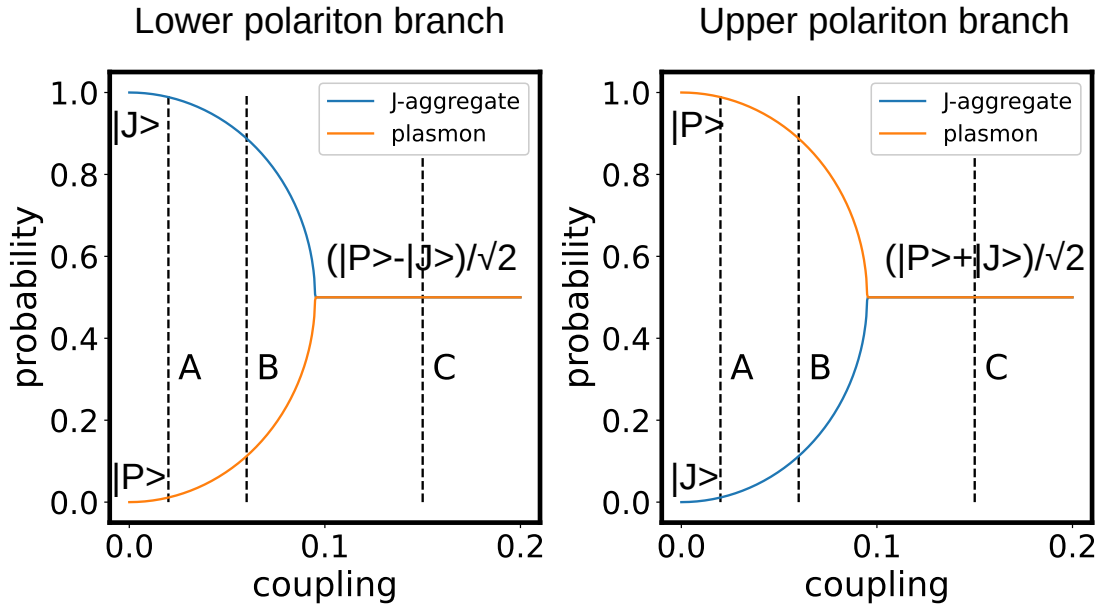 Lower polariton branch
Upper polariton branch
1.0
0.8
0.6
0.4
0.2
0.0
probability
J-aggregate
plasmon
|J>
(|P>-|J>)/√2
A
B
C
|P>
0.0
0.1
0.2
coupling
1.0
0.8
0.6
0.4
0.2
0.0
probability
J-aggregate
plasmon
|P>
(|P>+|J>)/√2
A
B
C
|J>
0.0
0.1
0.2
coupling